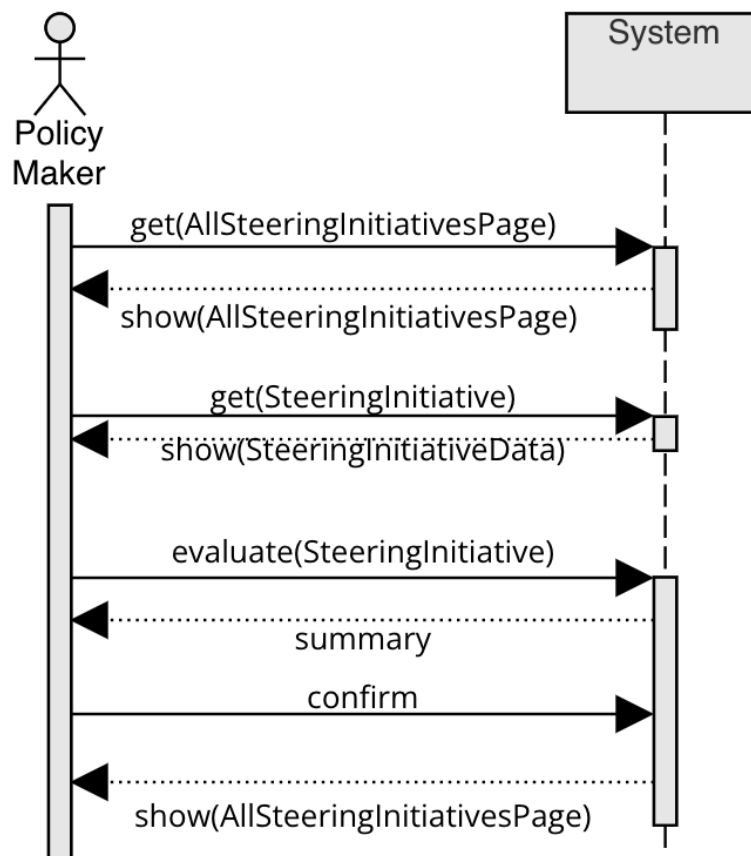 System
Policy
Maker
get(AllSteeringInitiativesPage)
show(AllSteeringInitiativesPage)
get(SteeringInitiative)
show(SteeringInitiativeData)
evaluate(SteeringInitiative)
summary
confirm
show(AllSteeringInitiativesPage)